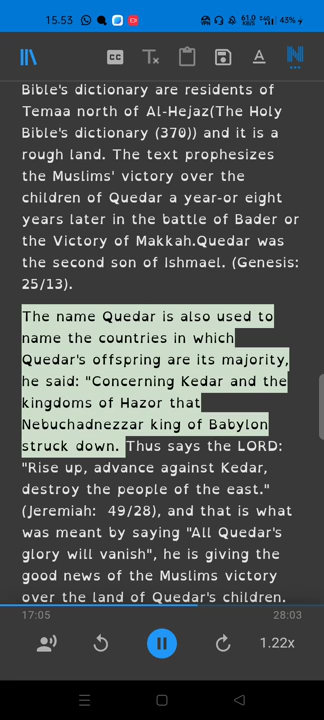 15.53
61.0 KB/S
43%
CC
T
A
N
Bible's dictionary are residents of
Temaa north of Al-Hejaz(The Holy
Bible's dictionary (370)) and it is a
rough land. The text prophesizes
the Muslims' victory over the
children of Quedar a year-or eight
years later in the battle of Bader or
the Victory of Makkah.Quedar was
the second son of Ishmael. (Genesis:
25/13).
The name Quedar is also used to
name the countries in which
Quedar's offspring are its majority,
he said: "Concerning Kedar and the
kingdoms of Hazor that
Nebuchadnezzar king of Babylon
struck down. Thus says the LORD:
"Rise up, advance against Kedar,
destroy the people of the east."
(Jeremiah:  49/28), and that is what
was meant by saying "All Quedar's
glory will vanish", he is giving the
good news of the Muslims victory
over the land of Quedar's children.
17:05
28:03
1.22x